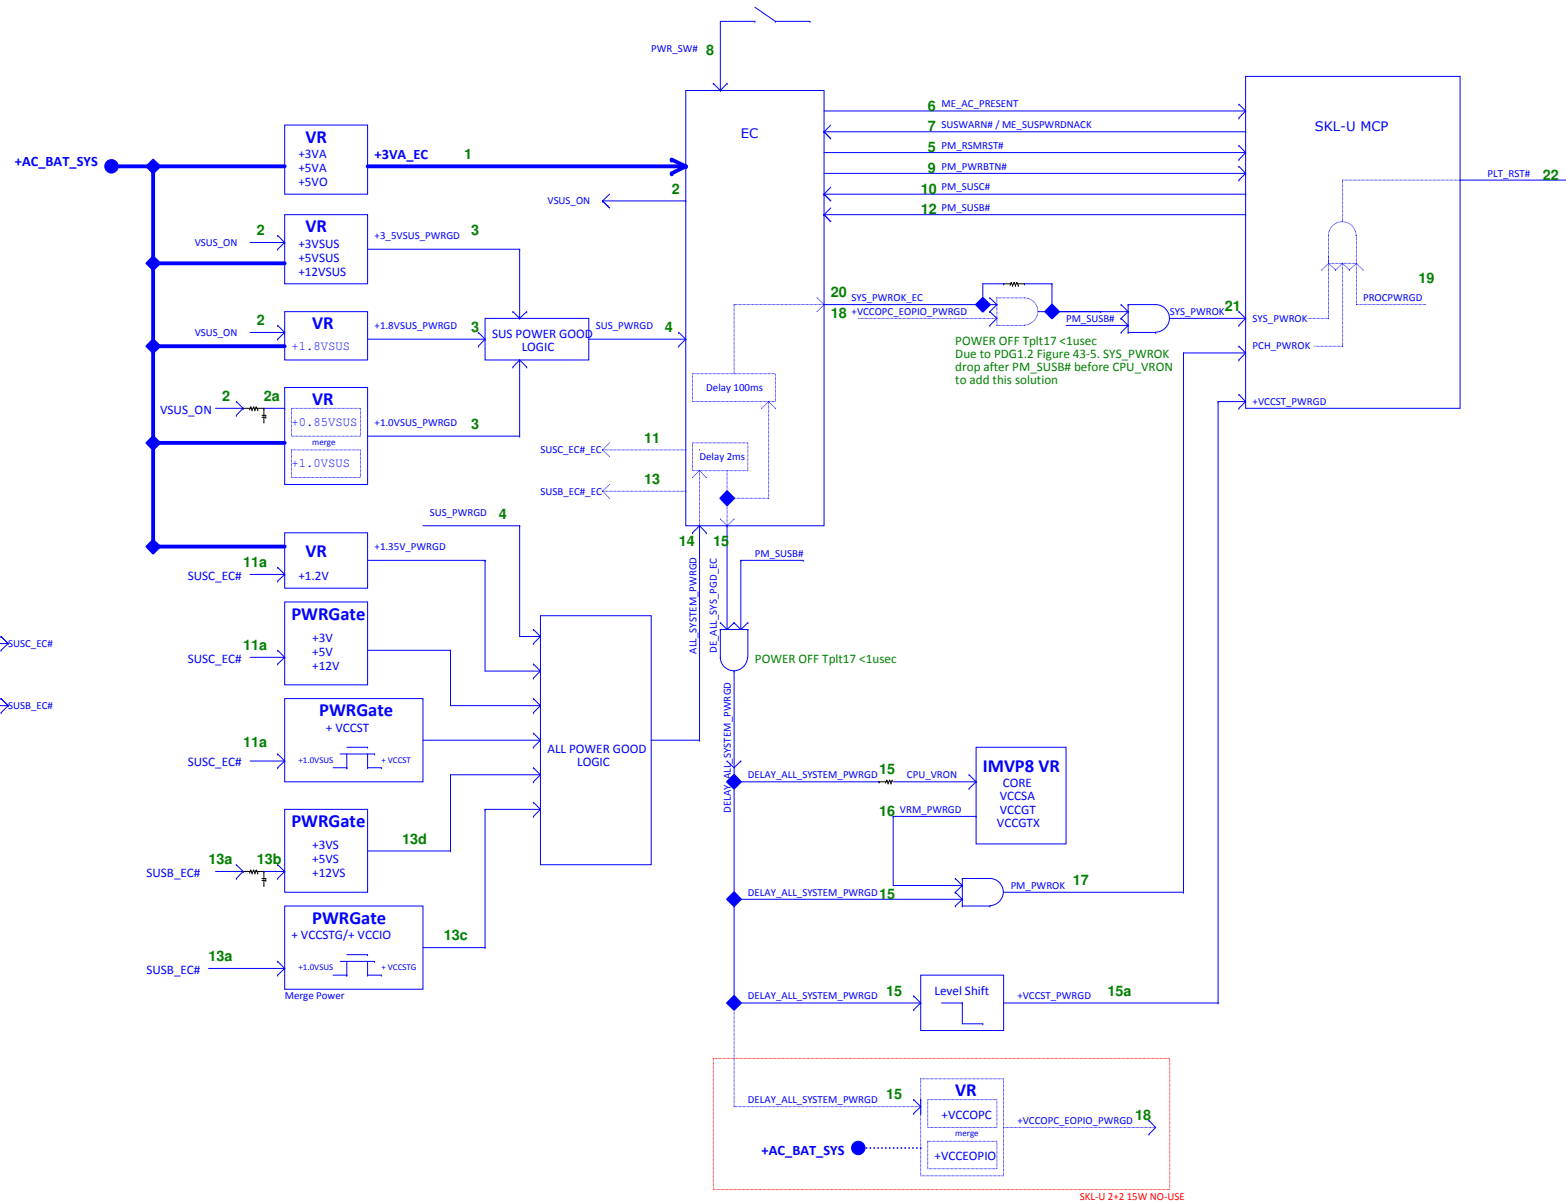 PWR_SW# 8
EC
SKL-U MCP
6 ME_AC_PRESENT
7 SUSWARN# / ME_SUSPWRDNACK
5 PM_RSMRST#
9 PM_PWRBTN#
10 PM_SUSC#
12 PM_SUSB#
PLT_RST# 22
+AC_BAT_SYS
VR
+3VA
+5VA
+5VO
+3VA_EC 1
VSUS_ON 2
VSUS_ON 2
VR
+3VSUS
+5VSUS
+12VSUS
+3_5VSUS_PWRGD 3
VSUS_ON 2
VR
+1.8VSUS
+1.8VSUS_PWRGD 3
SUS POWER GOOD
LOGIC
SUS_PWRGD 4
VSUS_ON 2 2a
VR
+0.85VSUS
merge
+1.0VSUS
+1.0VSUS_PWRGD 3
20 SYS_PWROK_EC
18 +VCCOPC_EOPIO_PWRGD
PM_SUSB#
SYS_PWROK 21
SYS_PWROK
PROCPWRGD 19
PCH_PWROK
+VCCST_PWRGD
POWER OFF Tplt17 <1usec
Due to PDG1.2 Figure 43-5. SYS_PWROK
drop after PM_SUSB# before CPU_VRON
to add this solution
Delay 100ms
Delay 2ms
SUSC_EC#_EC 11
SUSB_EC#_EC 13
SUS_PWRGD 4
14 15
ALL_SYSTEM_PWRGD
DE_ALL_SYS_PGD_EC
PM_SUSB#
POWER OFF Tplt17 <1usec
DELAY_ALL_SYSTEM_PWRGD
SUSC_EC# 11a
VR
+1.2V
+1.35V_PWRGD
SUSC_EC#
SUSB_EC#
SUSC_EC# 11a
PWRGate
+3V
+5V
+12V
SUSC_EC# 11a
PWRGate
+ VCCST
+1.0VSUS + VCCST
ALL POWER GOOD
LOGIC
SUSB_EC# 13a 13b
PWRGate
+3VS
+5VS
+12VS
13d
SUSB_EC# 13a
PWRGate
+ VCCSTG/+ VCCIO
+1.0VSUS + VCCSTG
Merge Power
13c
DELAY_ALL_SYSTEM_PWRGD 15 CPU_VRON
IMVP8 VR
CORE
VCCSA
VCCGT
VCCGTX
16 VRM_PWRGD
DELAY_ALL_SYSTEM_PWRGD 15
PM_PWROK 17
DELAY_ALL_SYSTEM_PWRGD 15
Level Shift
+VCCST_PWRGD 15a
DELAY_ALL_SYSTEM_PWRGD 15
VR
+VCCOPC
merge
+VCCEOPIO
+VCCOPC_EOPIO_PWRGD 18
+AC_BAT_SYS
SKL-U 2+2 15W NO-USE